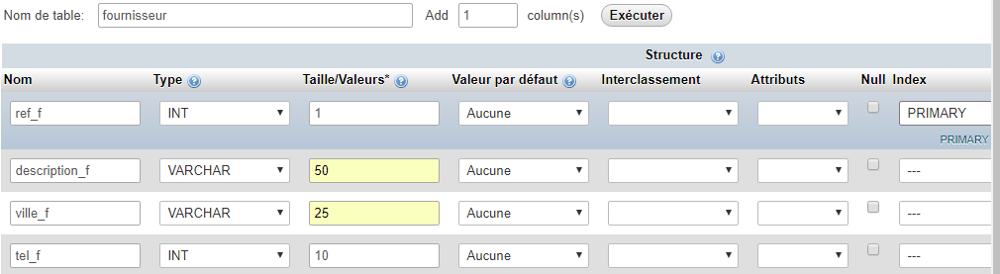 Nom de table: fournisseur Add 1 column(s) Exécuter
Structure
Nom Type Taille/Valeurs* Valeur par défaut Interclassement Attributs Null Index
ref_f INT 1 Aucune PRIMARY
PRIMARY
description_f VARCHAR 50 Aucune ---
ville_f VARCHAR 25 Aucune ---
tel_f INT 10 Aucune ---